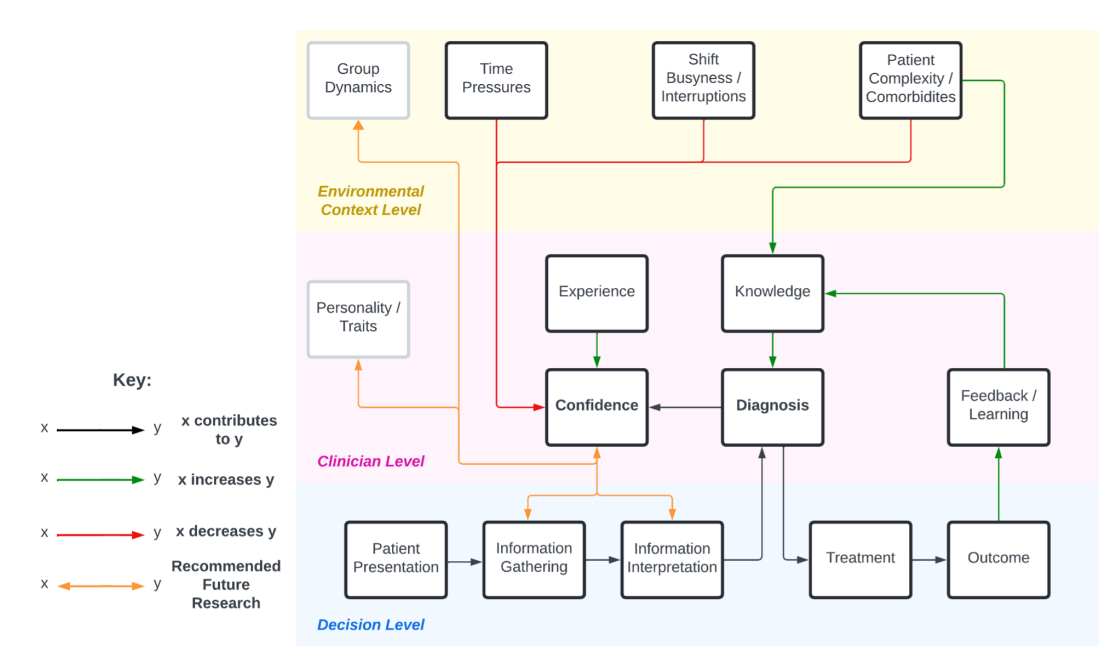 Group
Dynamics
Time
Pressures
Shift
Busyness /
Interruptions
Patient
Complexity /
Comorbidites
Environmental
Context Level
Personality /
Traits
Experience
Knowledge
Confidence
Diagnosis
Feedback /
Learning
Clinician Level
Patient
Presentation
Information
Gathering
Information
Interpretation
Treatment
Outcome
Decision Level
Key:
x y x contributes
to y
x y x increases y
x y x decreases y
x y Recommended
Future
Research